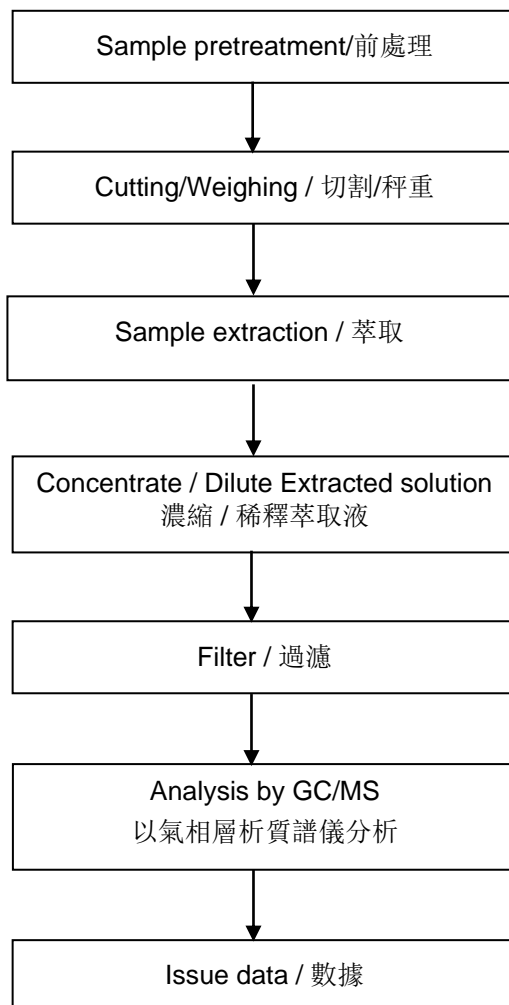 Sample pretreatment/前處理
Cutting/Weighing / 切割/秤重
Sample extraction / 萃取
Concentrate / Dilute Extracted solution
濃縮 / 稀釋萃取液
Filter / 過濾
Analysis by GC/MS
以氣相層析質譜儀分析
Issue data / 數據